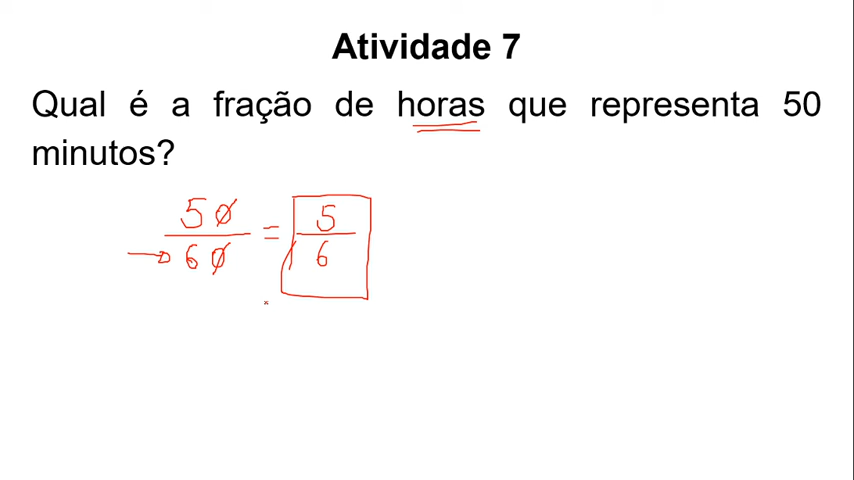 Atividade 7
Qual é a fração de horas que representa 50
minutos?
50/60 = 5/6